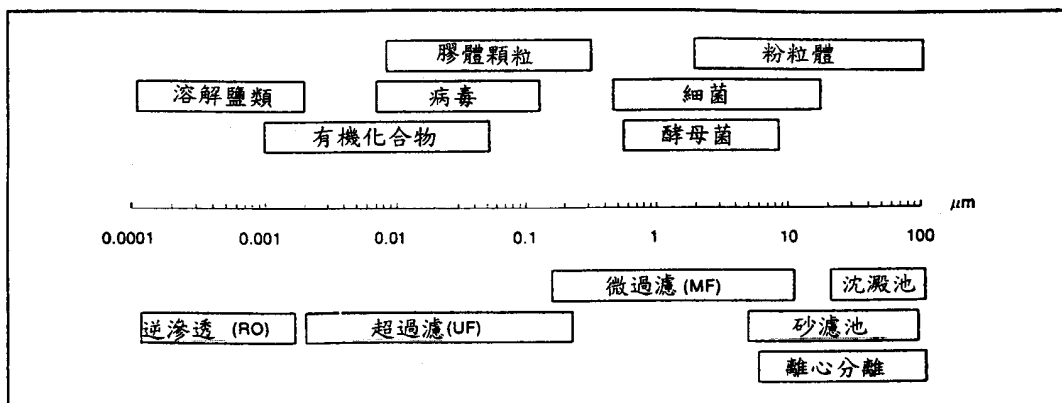 膠體顆粒 粉粒體
溶解鹽類 病毒 細菌
有機化合物 酵母菌
μm
0.0001 0.001 0.01 0.1 1 10 100
微過濾 (MF) 沈澱池
逆滲透 (RO) 超過濾(UF) 砂濾池
離心分離